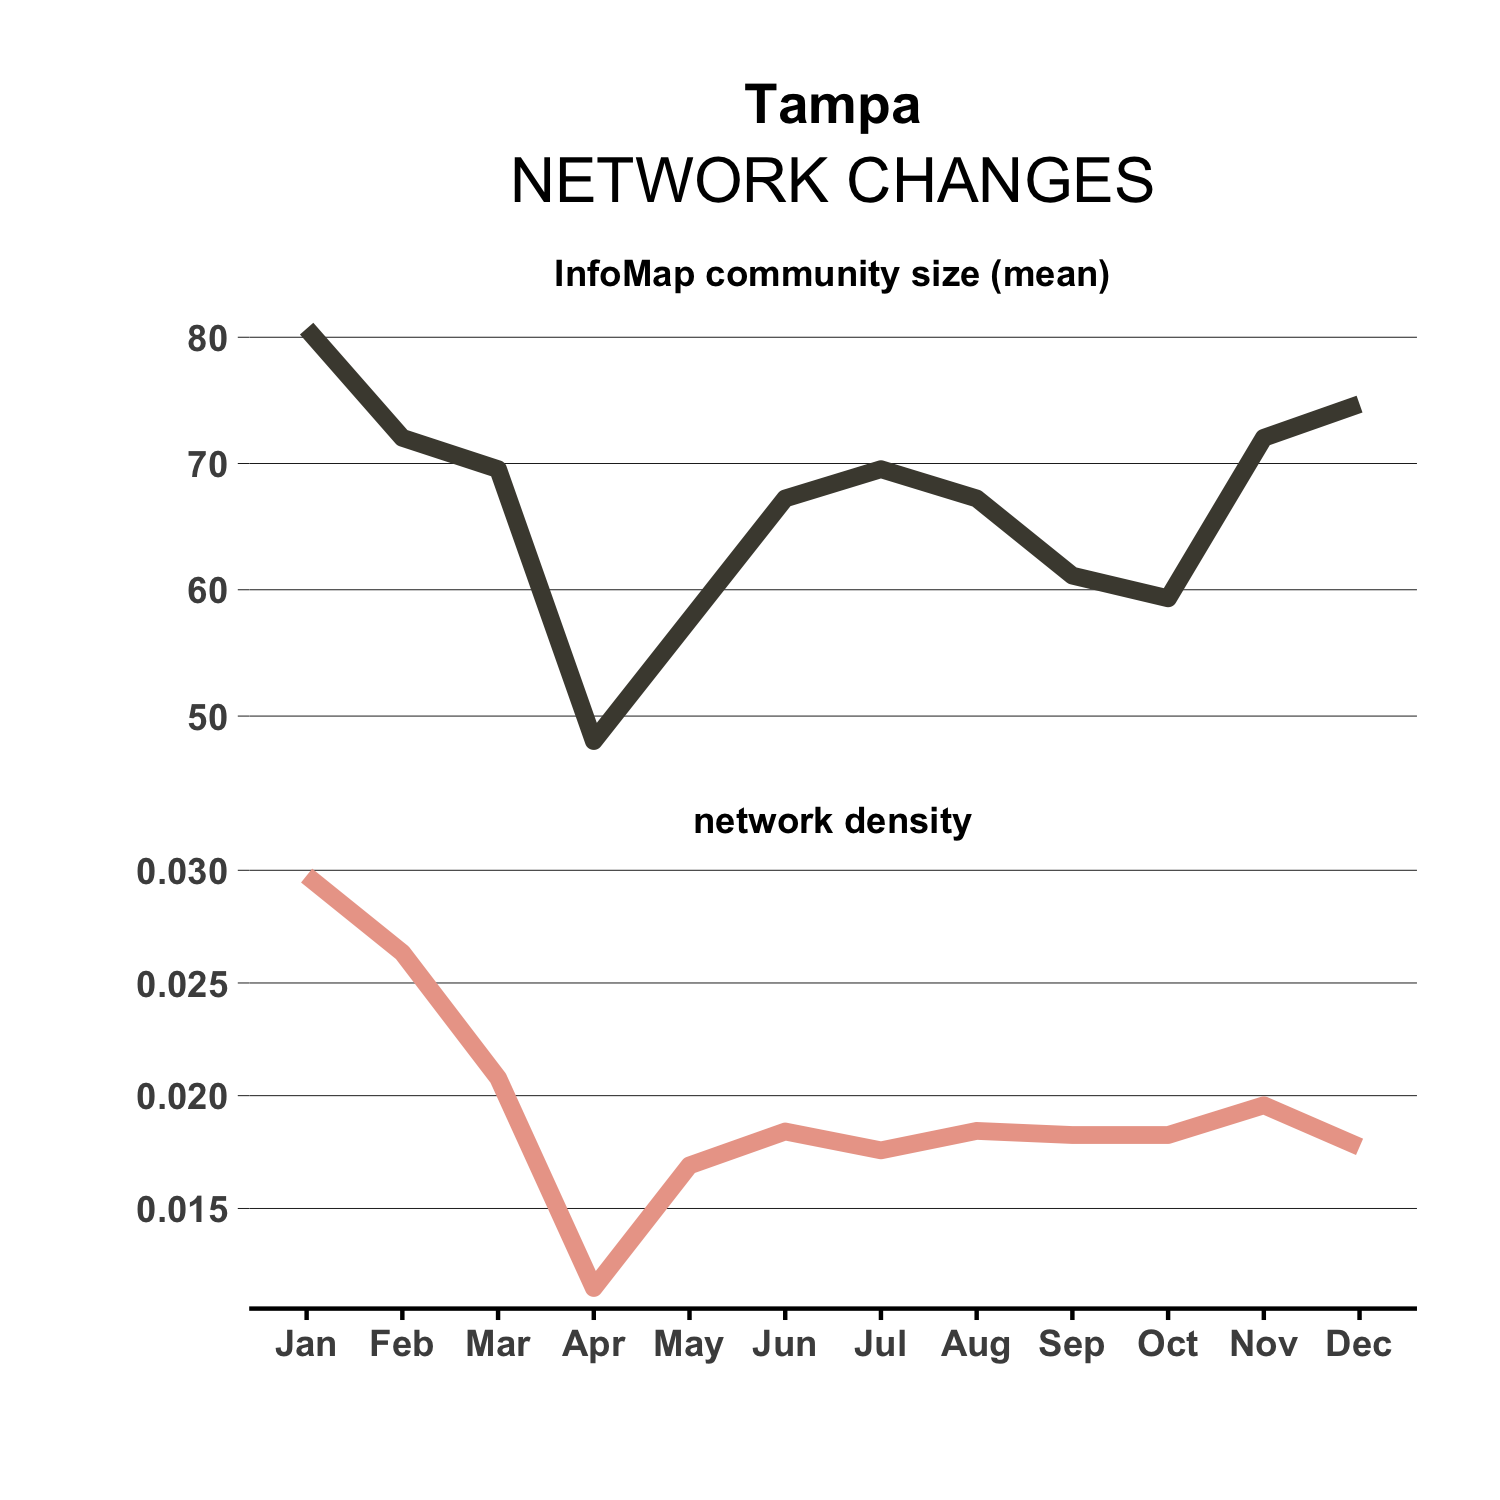 Tampa
NETWORK CHANGES
InfoMap community size (mean)
80
70
60
50
network density
0.030
0.025
0.020
0.015
Jan Feb Mar Apr May Jun Jul Aug Sep Oct Nov Dec